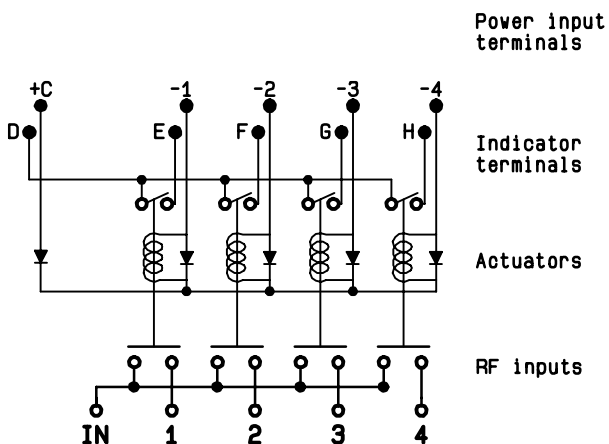 Power input
terminals
+C -1 -2 -3 -4
D E F G H
Indicator
terminals
Actuators
RF inputs
IN 1 2 3 4